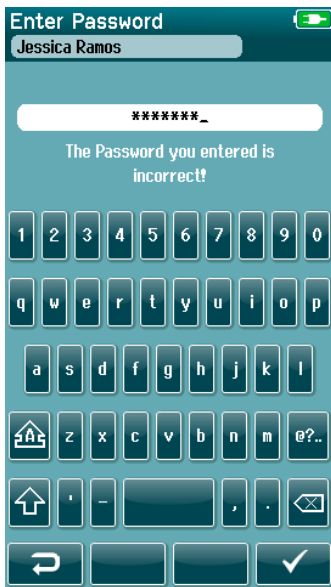 Enter Password
Jessica Ramos
*******_
The Password you entered is
incorrect!
1 2 3 4 5 6 7 8 9 0
q w e r t y u i o p
a s d f g h j k l
A z x c v b n m @?..
' - , .